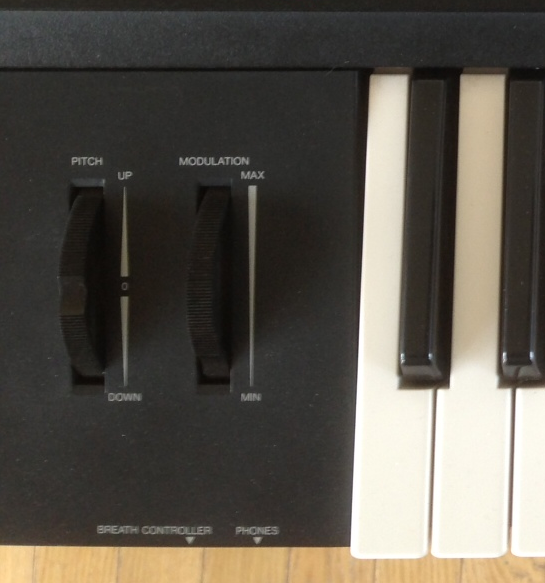 PITCH MODULATION
UP MAX
0
DOWN MIN
BREATH CONTROLLER PHONES